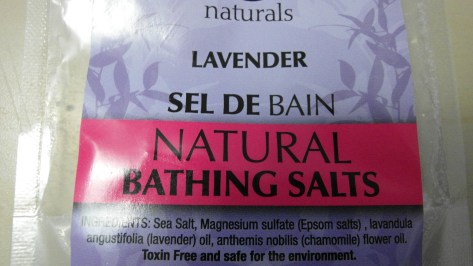 naturals
LAVENDER
SEL DE BAIN
NATURAL
BATHING SALTS
INGREDIENTS: Sea Salt, Magnesium sulfate (Epsom salts) , lavandula
angustifolia (lavender) oil, anthemis nobilis (chamomile) flower oil.
Toxin Free and safe for the environment.